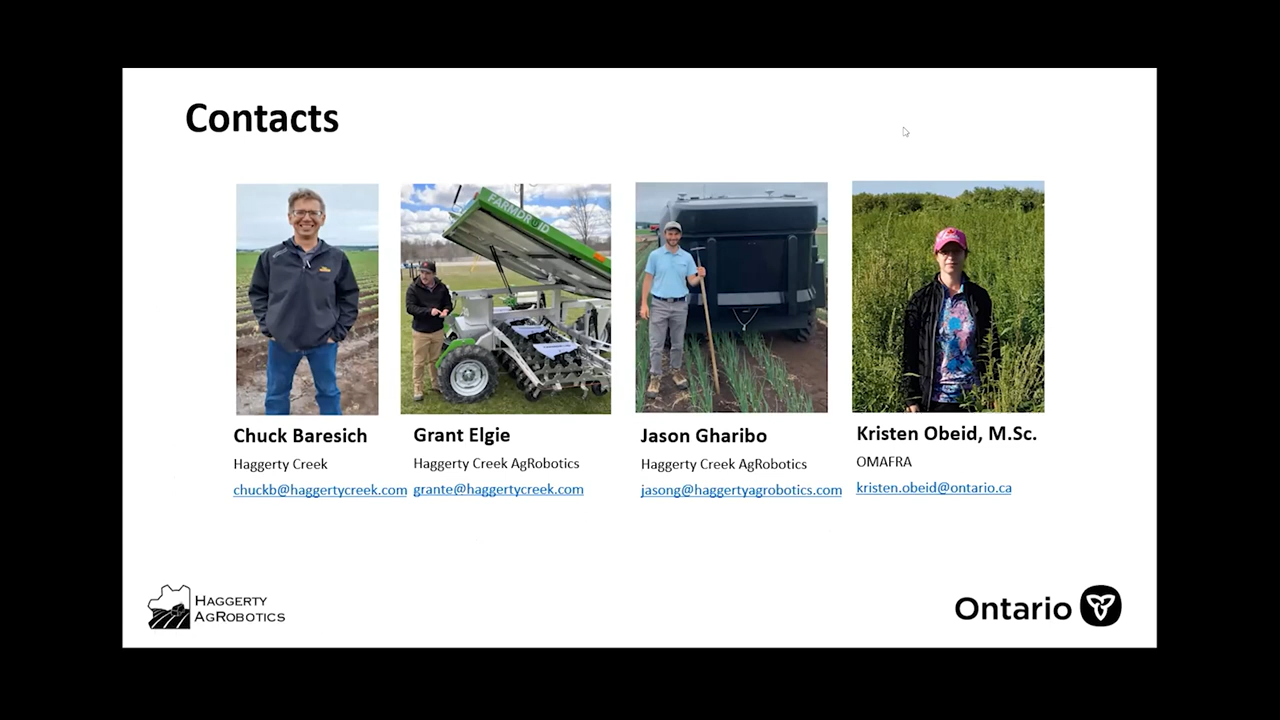 Contacts
FARMDROID
Chuck Baresich
Haggerty Creek
chuckb@haggertycreek.com
Grant Elgie
Haggerty Creek AgRobotics
grante@haggertycreek.com
Jason Gharibo
Haggerty Creek AgRobotics
jasong@haggertyagrobotics.com
Kristen Obeid, M.Sc.
OMAFRA
kristen.obeid@ontario.ca
HAGGERTY
AGROBOTICS
Ontario